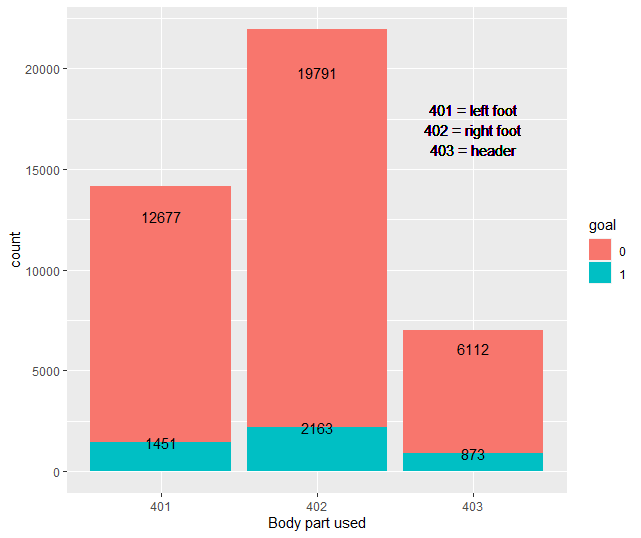 20000
15000
10000
5000
0
count
19791
12677
6112
2163
1451
873
401 = left foot
402 = right foot
403 = header
401 402 403
Body part used
goal
0
1